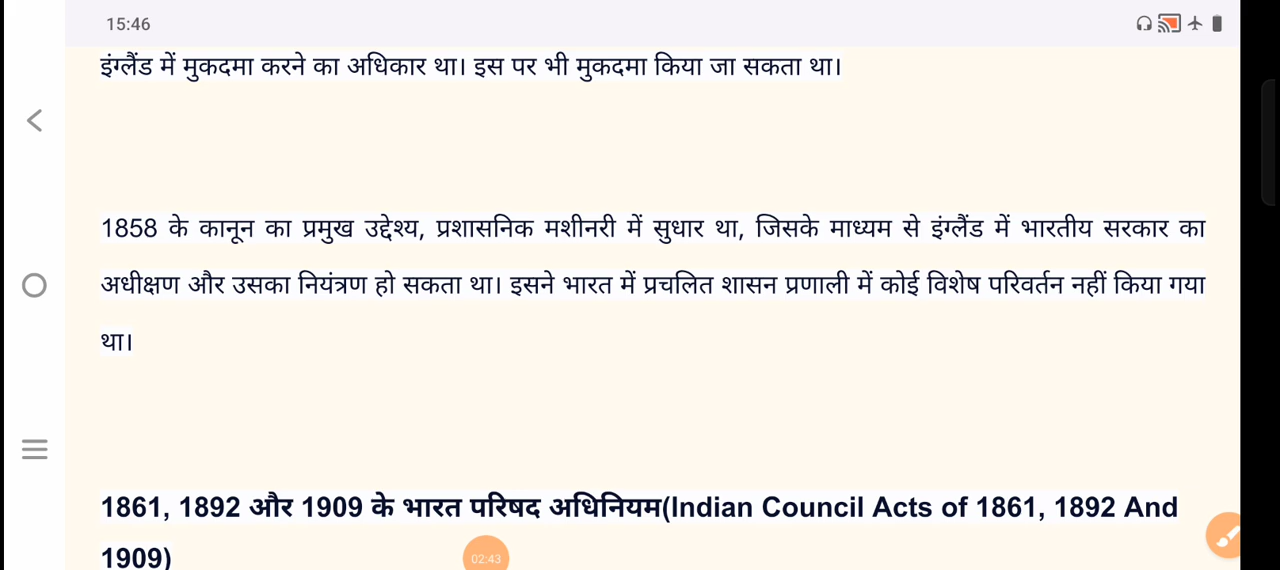 15:46
इंग्लैंड में मुकदमा करने का अधिकार था। इस पर भी मुकदमा किया जा सकता था।
1858 के कानून का प्रमुख उद्देश्य, प्रशासनिक मशीनरी में सुधार था, जिसके माध्यम से इंग्लैंड में भारतीय सरकार का
अधीक्षण और उसका नियंत्रण हो सकता था। इसने भारत में प्रचलित शासन प्रणाली में कोई विशेष परिवर्तन नहीं किया गया
था।
1861, 1892 और 1909 के भारत परिषद अधिनियम(Indian Council Acts of 1861, 1892 And
1909)
02:43